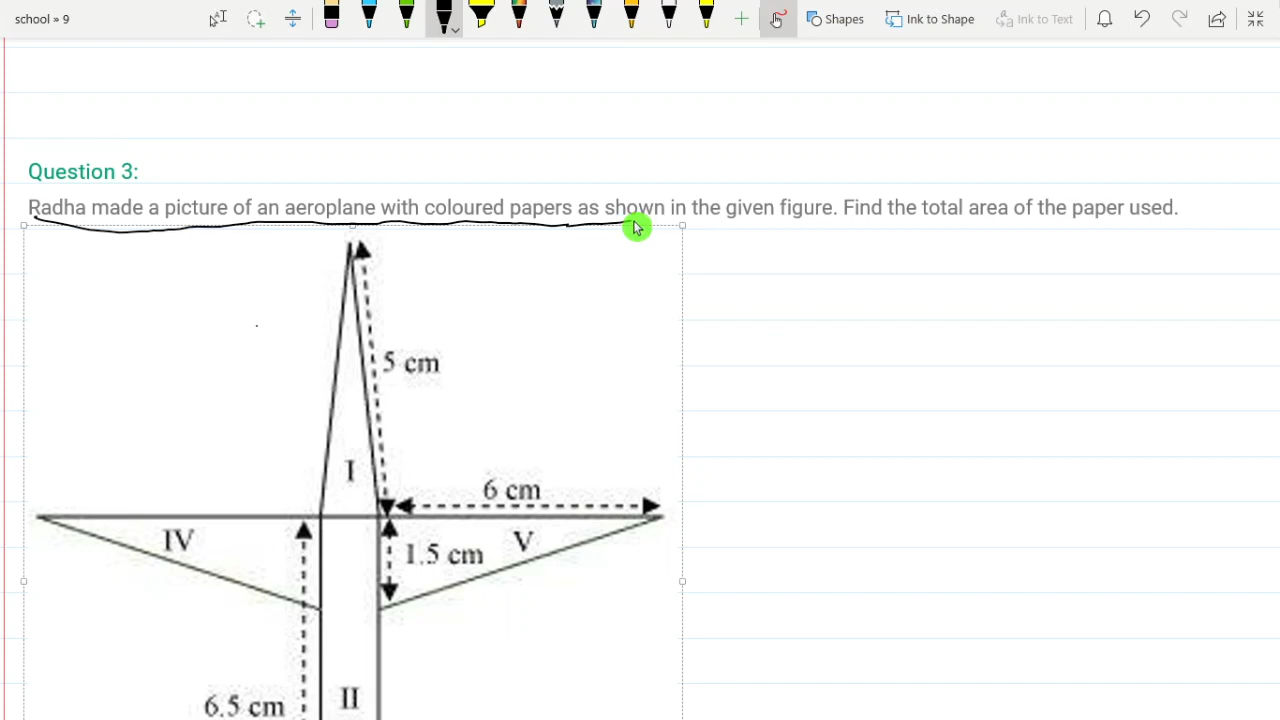 school » 9
Shapes
Ink to Shape
Ink to Text
Question 3:
Radha made a picture of an aeroplane with coloured papers as shown in the given figure. Find the total area of the paper used.
5 cm
I
6 cm
IV
1.5 cm
V
6.5 cm
II